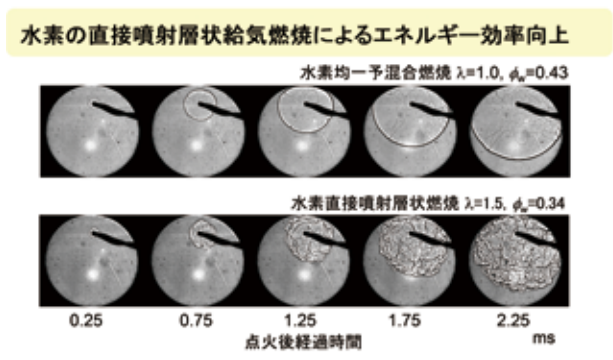 水素の直接噴射層状給気燃焼によるエネルギー効率向上
水素均一予混合燃焼 λ=1.0, ϕw=0.43
水素直接噴射層状燃焼 λ=1.5, ϕw=0.34
0.25 0.75 1.25 1.75 2.25
点火後経過時間 ms